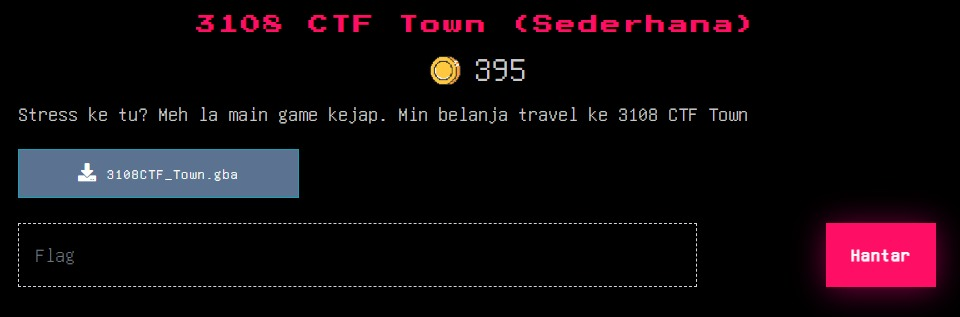 3108 CTF Town (Sederhana)
395
Stress ke tu? Meh la main game kejap. Min belanja travel ke 3108 CTF Town
3108CTF_Town.gba
Flag
Hantar